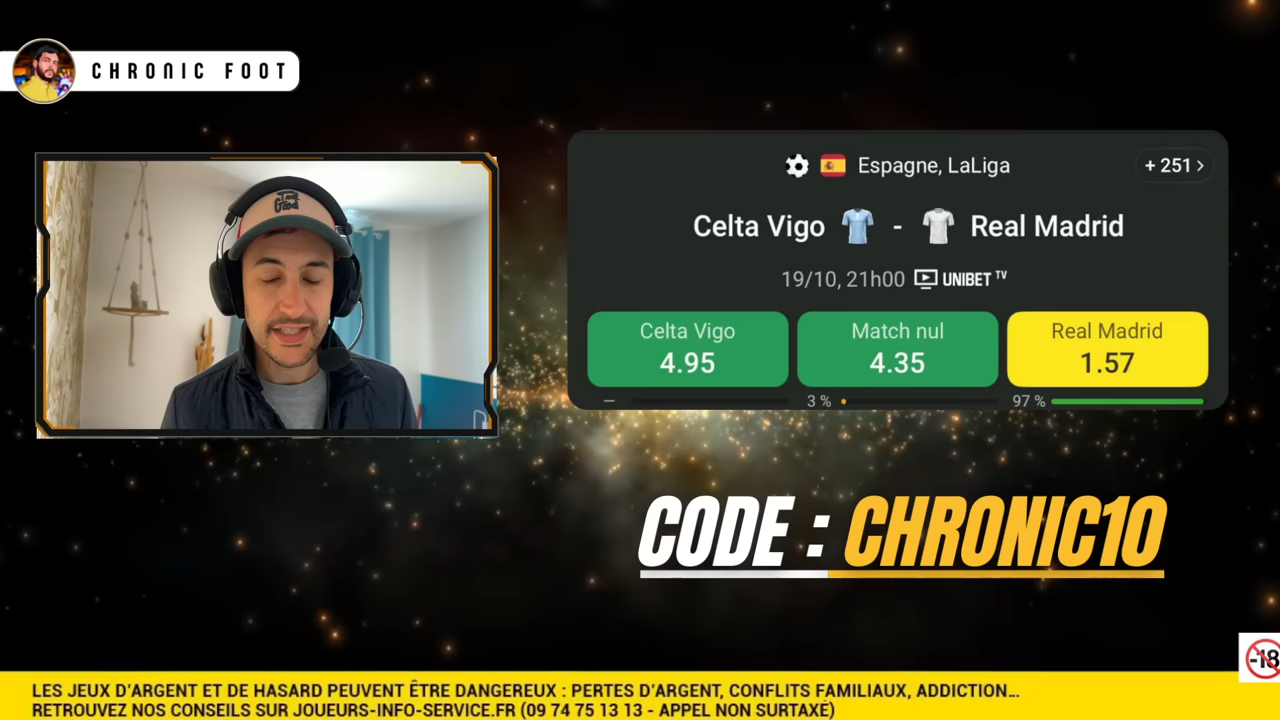 CHRONIC FOOT
Espagne, LaLiga
+ 251 >
Celta Vigo - Real Madrid
19/10, 21h00 UNIBET TV
Celta Vigo Match nul Real Madrid
4.95 4.35 1.57
– 3 % 97 %
CODE : CHRONIC10
-18
LES JEUX D'ARGENT ET DE HASARD PEUVENT ÊTRE DANGEREUX : PERTES D'ARGENT, CONFLITS FAMILIAUX, ADDICTION...
RETROUVEZ NOS CONSEILS SUR JOUEURS-INFO-SERVICE.FR (09 74 75 13 13 - APPEL NON SURTAXÉ)